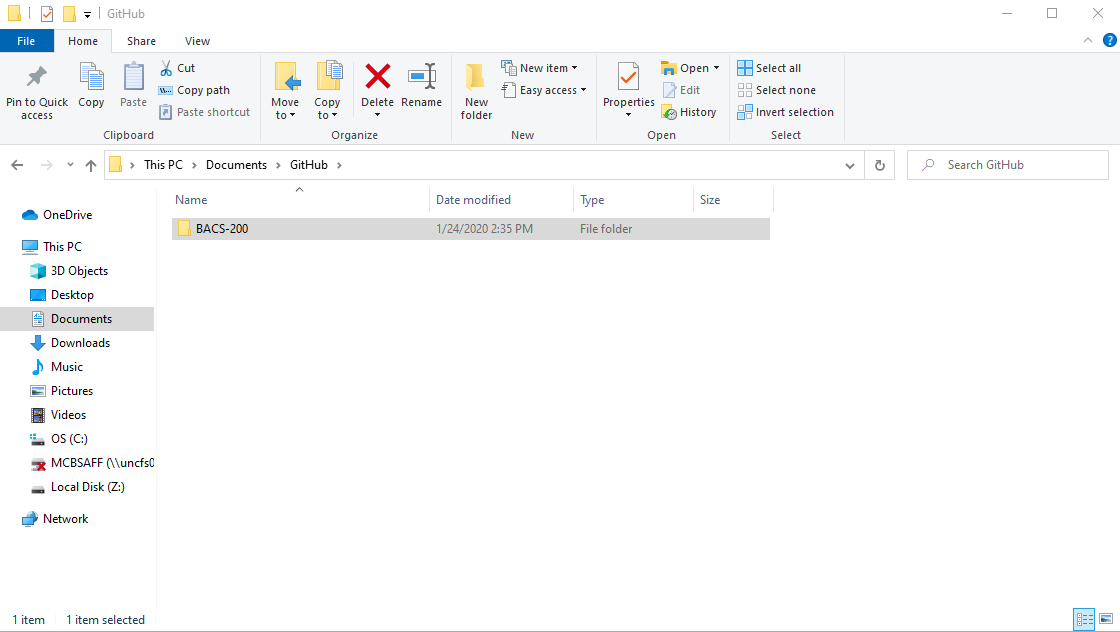 GitHub
File Home Share View
Pin to Quick access
Copy
Paste
Cut
Copy path
Paste shortcut
Clipboard
Move to
Copy to
Delete
Rename
Organize
New folder
New item
Easy access
New
Properties
Open
Edit
History
Open
Select all
Select none
Invert selection
Select
This PC > Documents > GitHub >
Search GitHub
Name Date modified Type Size
BACS-200 1/24/2020 2:35 PM File folder
OneDrive
This PC
3D Objects
Desktop
Documents
Downloads
Music
Pictures
Videos
OS (C:)
MCBSAFF (\\uncfs0
Local Disk (Z:)
Network
1 item 1 item selected